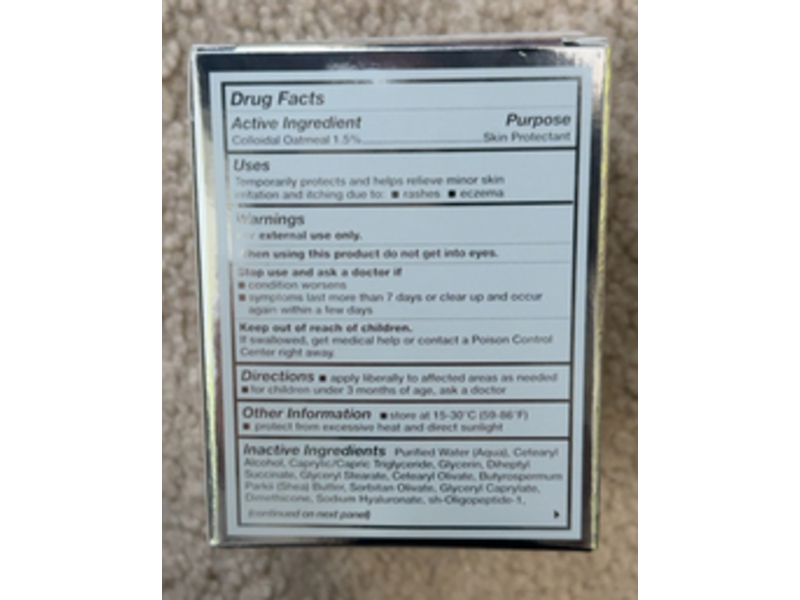 Drug Facts
Active Ingredient Purpose
Colloidal Oatmeal 1.5% Skin Protectant
Uses
Temporarily protects and helps relieve minor skin
irritation and itching due to: ■ rashes ■ eczema
Warnings
For external use only.
When using this product do not get into eyes.
Stop use and ask a doctor if
■ condition worsens
■ symptoms last more than 7 days or clear up and occur
again within a few days
Keep out of reach of children.
If swallowed, get medical help or contact a Poison Control
Center right away.
Directions ■ apply liberally to affected areas as needed
■ for children under 3 months of age, ask a doctor
Other Information ■ store at 15-30°C (59-86°F)
■ protect from excessive heat and direct sunlight
Inactive Ingredients Purified Water (Aqua), Cetearyl
Alcohol, Caprylic/Capric Triglyceride, Glycerin, Diheptyl
Succinate, Glyceryl Stearate, Cetearyl Olivate, Butyrospermum
Parkii (Shea) Butter, Sorbitan Olivate, Glyceryl Caprylate,
Dimethicone, Sodium Hyaluronate, sh-Oligopeptide-1,
(continued on next panel)